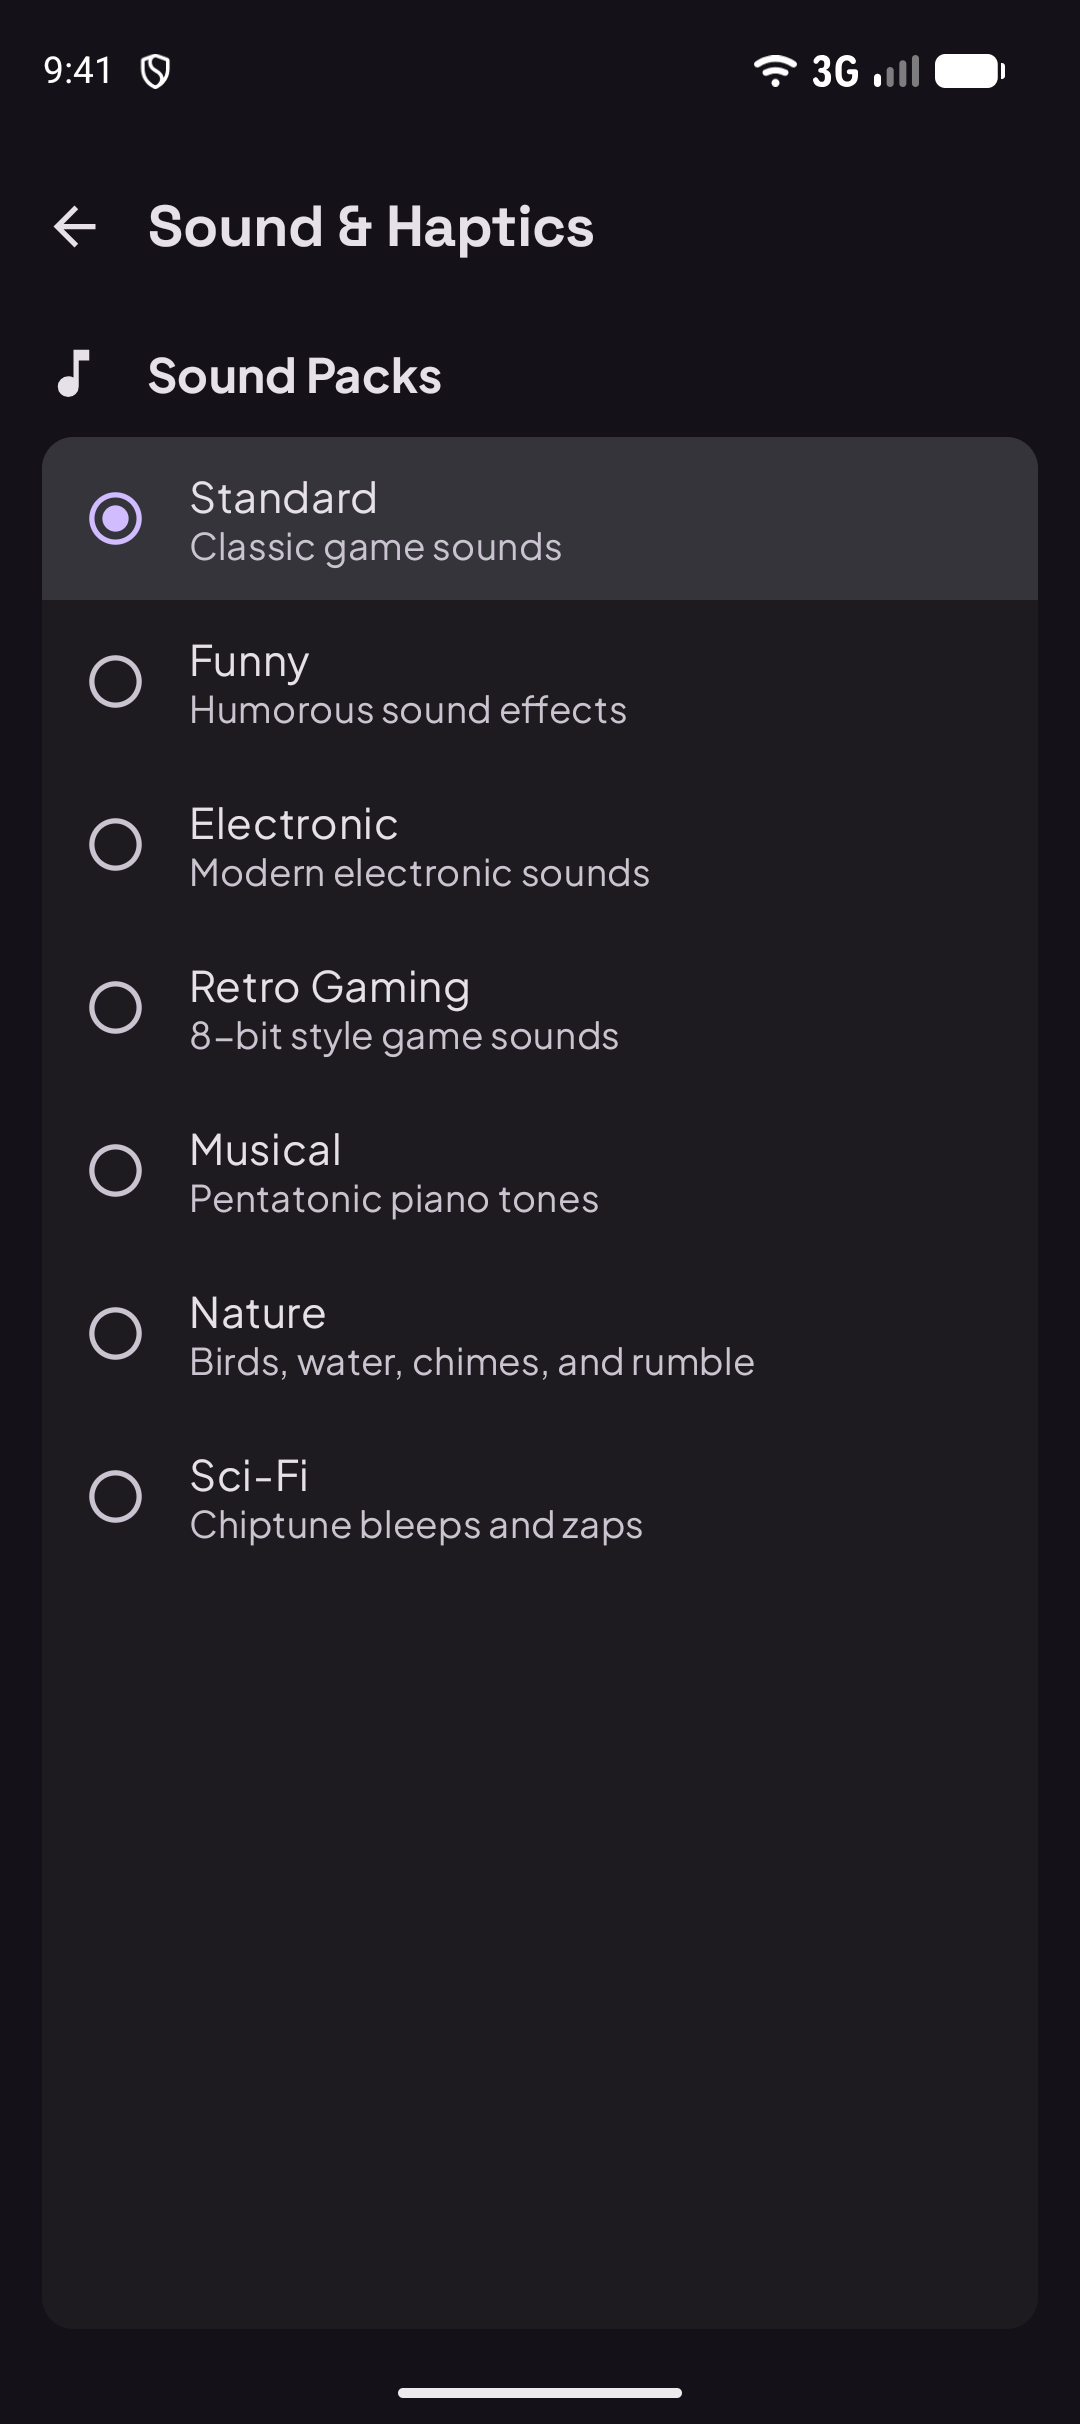 9:41
3G
Sound & Haptics
Sound Packs
Standard
Classic game sounds
Funny
Humorous sound effects
Electronic
Modern electronic sounds
Retro Gaming
8-bit style game sounds
Musical
Pentatonic piano tones
Nature
Birds, water, chimes, and rumble
Sci-Fi
Chiptune bleeps and zaps